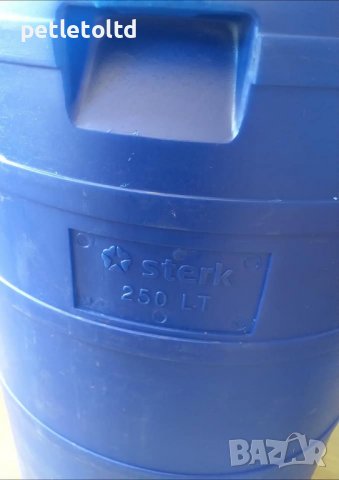 petletoltd
sterk
250 LT
BAZAR